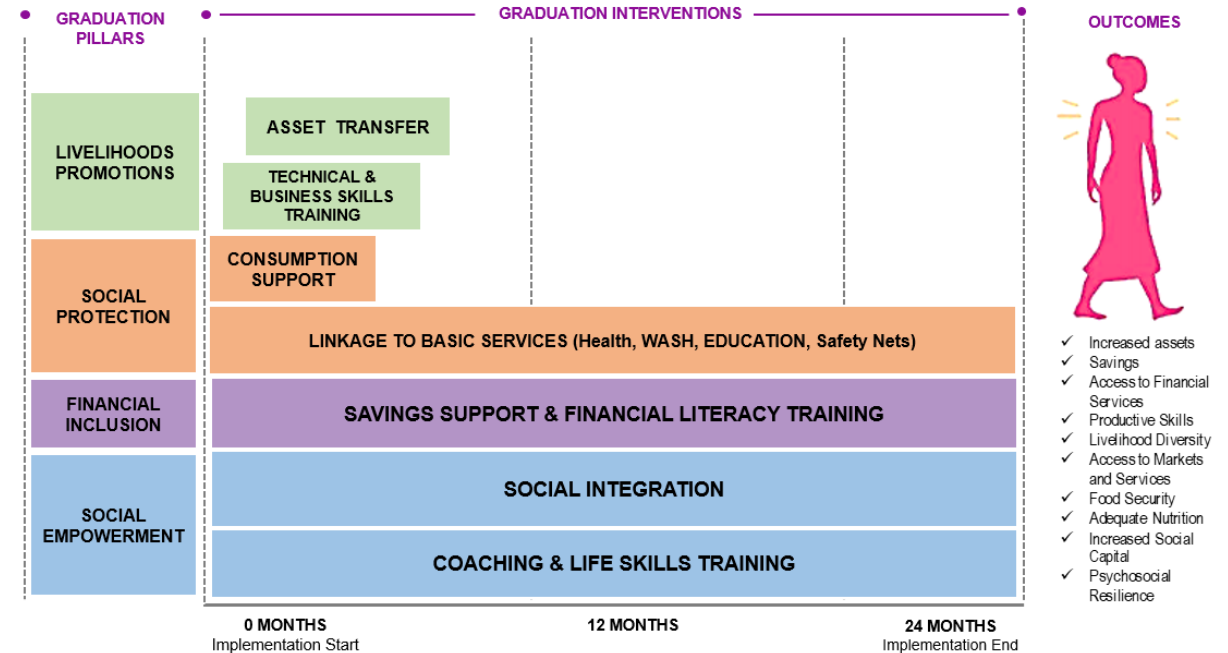 GRADUATION
PILLARS
GRADUATION INTERVENTIONS
OUTCOMES
LIVELIHOODS
PROMOTIONS
ASSET TRANSFER
TECHNICAL &
BUSINESS SKILLS
TRAINING
SOCIAL
PROTECTION
CONSUMPTION
SUPPORT
LINKAGE TO BASIC SERVICES (Health, WASH, EDUCATION, Safety Nets)
FINANCIAL
INCLUSION
SAVINGS SUPPORT & FINANCIAL LITERACY TRAINING
SOCIAL
EMPOWERMENT
SOCIAL INTEGRATION
COACHING & LIFE SKILLS TRAINING
0 MONTHS
Implementation Start
12 MONTHS
24 MONTHS
Implementation End
✓ Increased assets
✓ Savings
✓ Access to Financial
Services
✓ Productive Skills
✓ Livelihood Diversity
✓ Access to Markets
and Services
✓ Food Security
✓ Adequate Nutrition
✓ Increased Social
Capital
✓ Psychosocial
Resilience